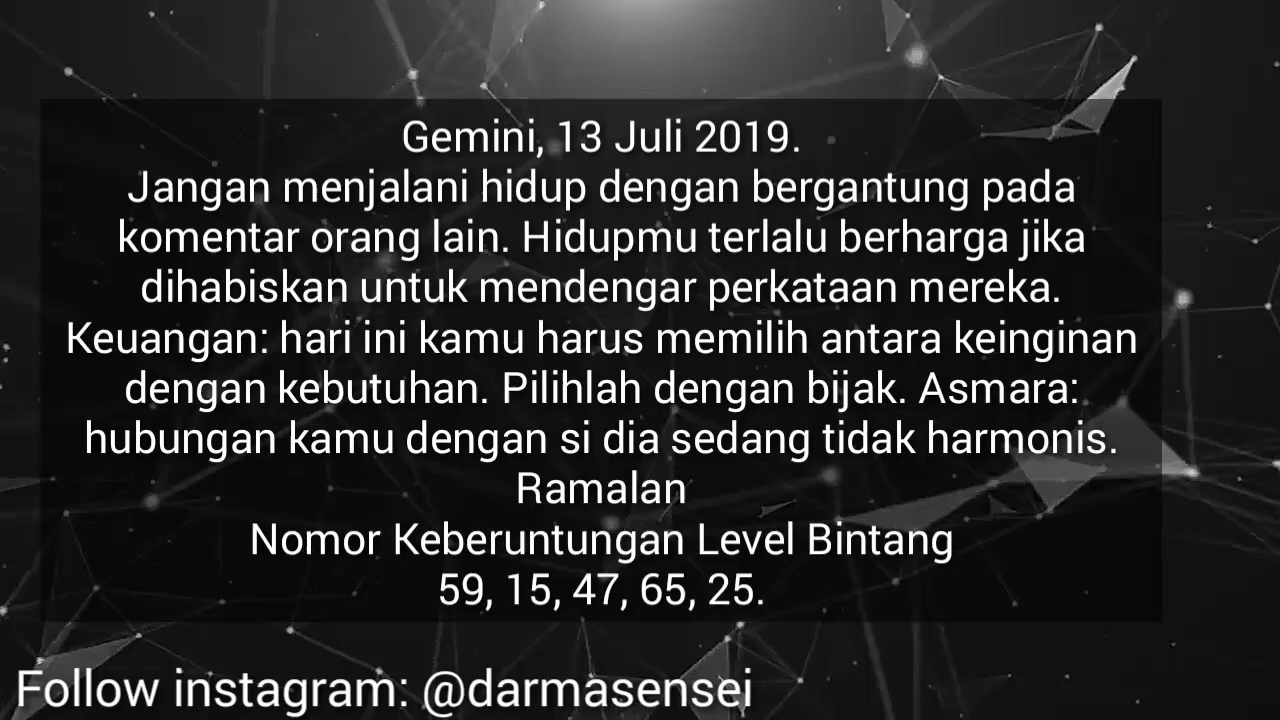 Gemini, 13 Juli 2019.
Jangan menjalani hidup dengan bergantung pada
komentar orang lain. Hidupmu terlalu berharga jika
dihabiskan untuk mendengar perkataan mereka.
Keuangan: hari ini kamu harus memilih antara keinginan
dengan kebutuhan. Pilihlah dengan bijak. Asmara:
hubungan kamu dengan si dia sedang tidak harmonis.
Ramalan
Nomor Keberuntungan Level Bintang
59, 15, 47, 65, 25.
Follow instagram: @darmasensei